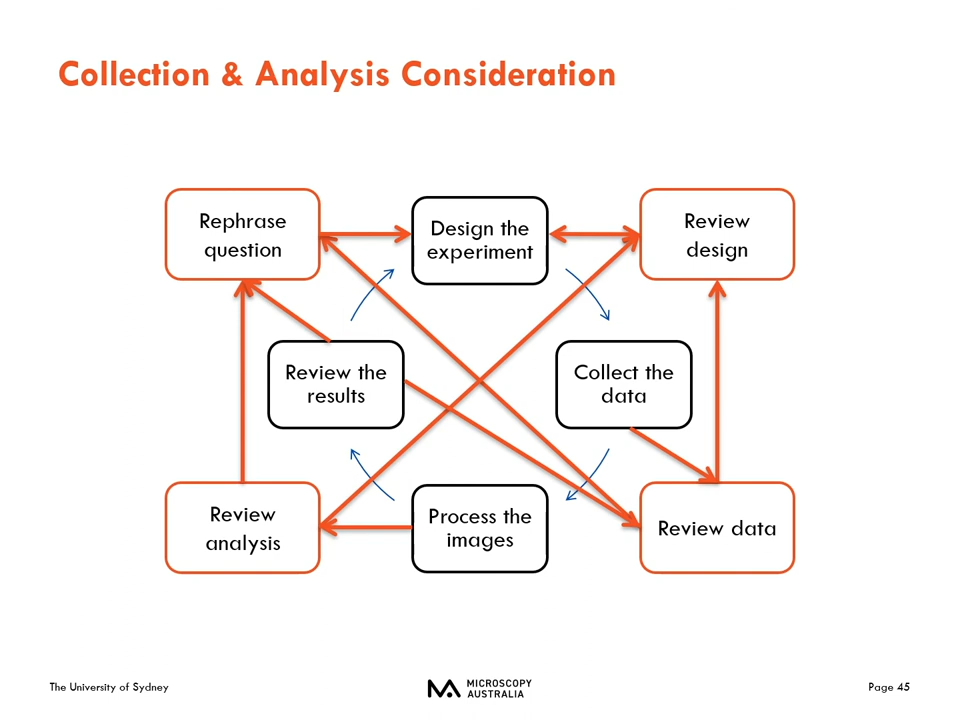 Collection & Analysis Consideration
Rephrase
question
Design the
experiment
Review
design
Review the
results
Collect the
data
Review
analysis
Process the
images
Review data
The University of Sydney
MICROSCOPY
AUSTRALIA
Page 45